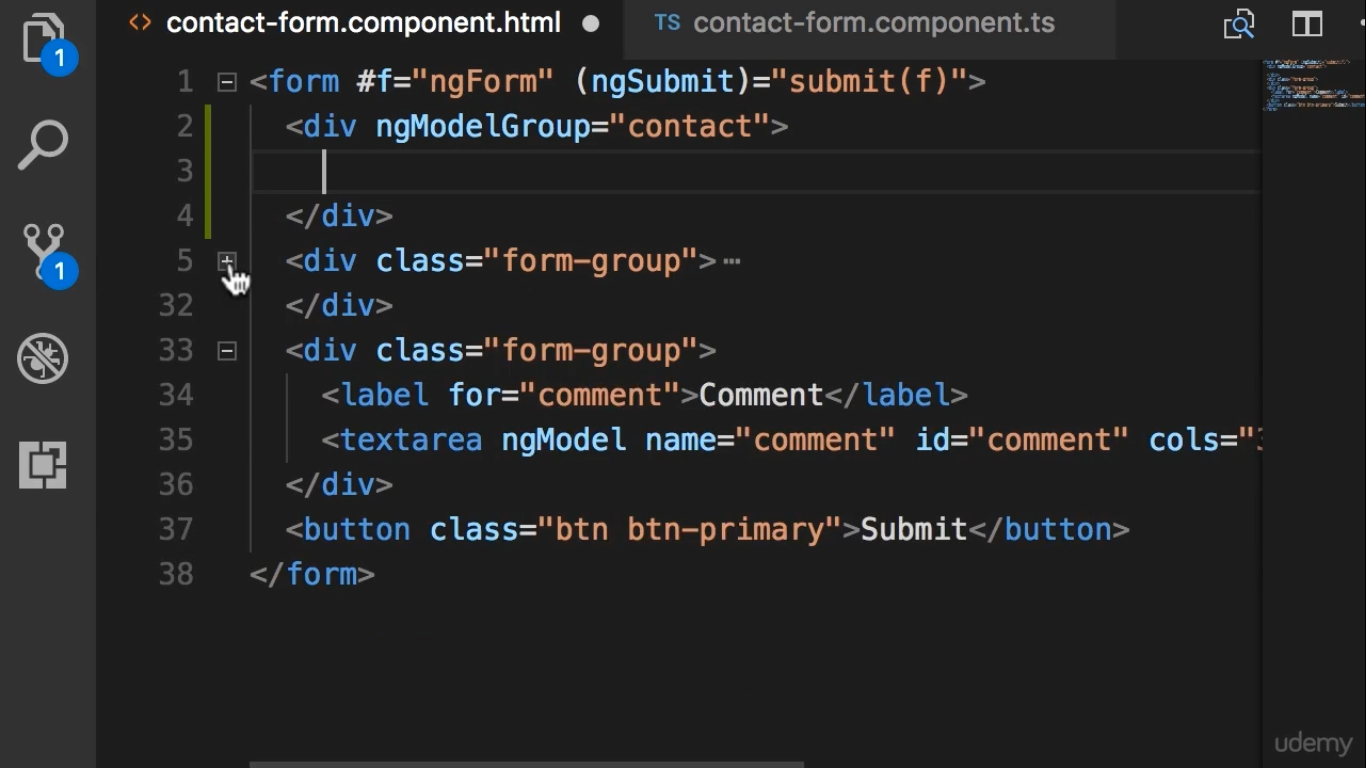 contact-form.component.html
TS contact-form.component.ts
1
1
1 <form #f="ngForm" (ngSubmit)="submit(f)">
2 <div ngModelGroup="contact">
3
4 </div>
5 <div class="form-group">⋯
32 </div>
33 <div class="form-group">
34 <label for="comment">Comment</label>
35 <textarea ngModel name="comment" id="comment" cols="3
36 </div>
37 <button class="btn btn-primary">Submit</button>
38 </form>
udemy